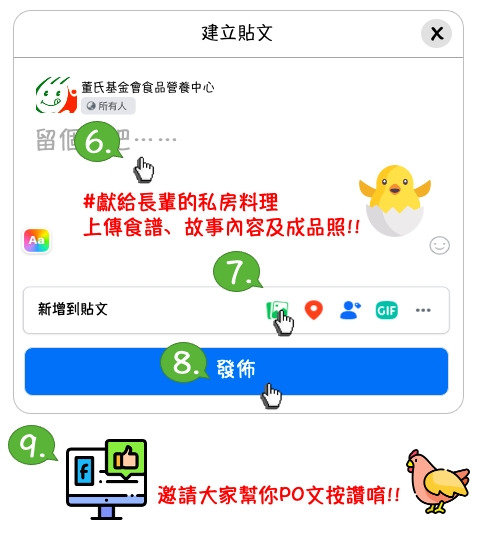 建立貼文
董氏基金會食品營養中心
所有人
留個 吧……
6.
#獻給長輩的私房料理
上傳食譜、故事內容及成品照!!
Aa
7.
新增到貼文
GIF
8.
發佈
9.
f
邀請大家幫你PO文按讚唷!!